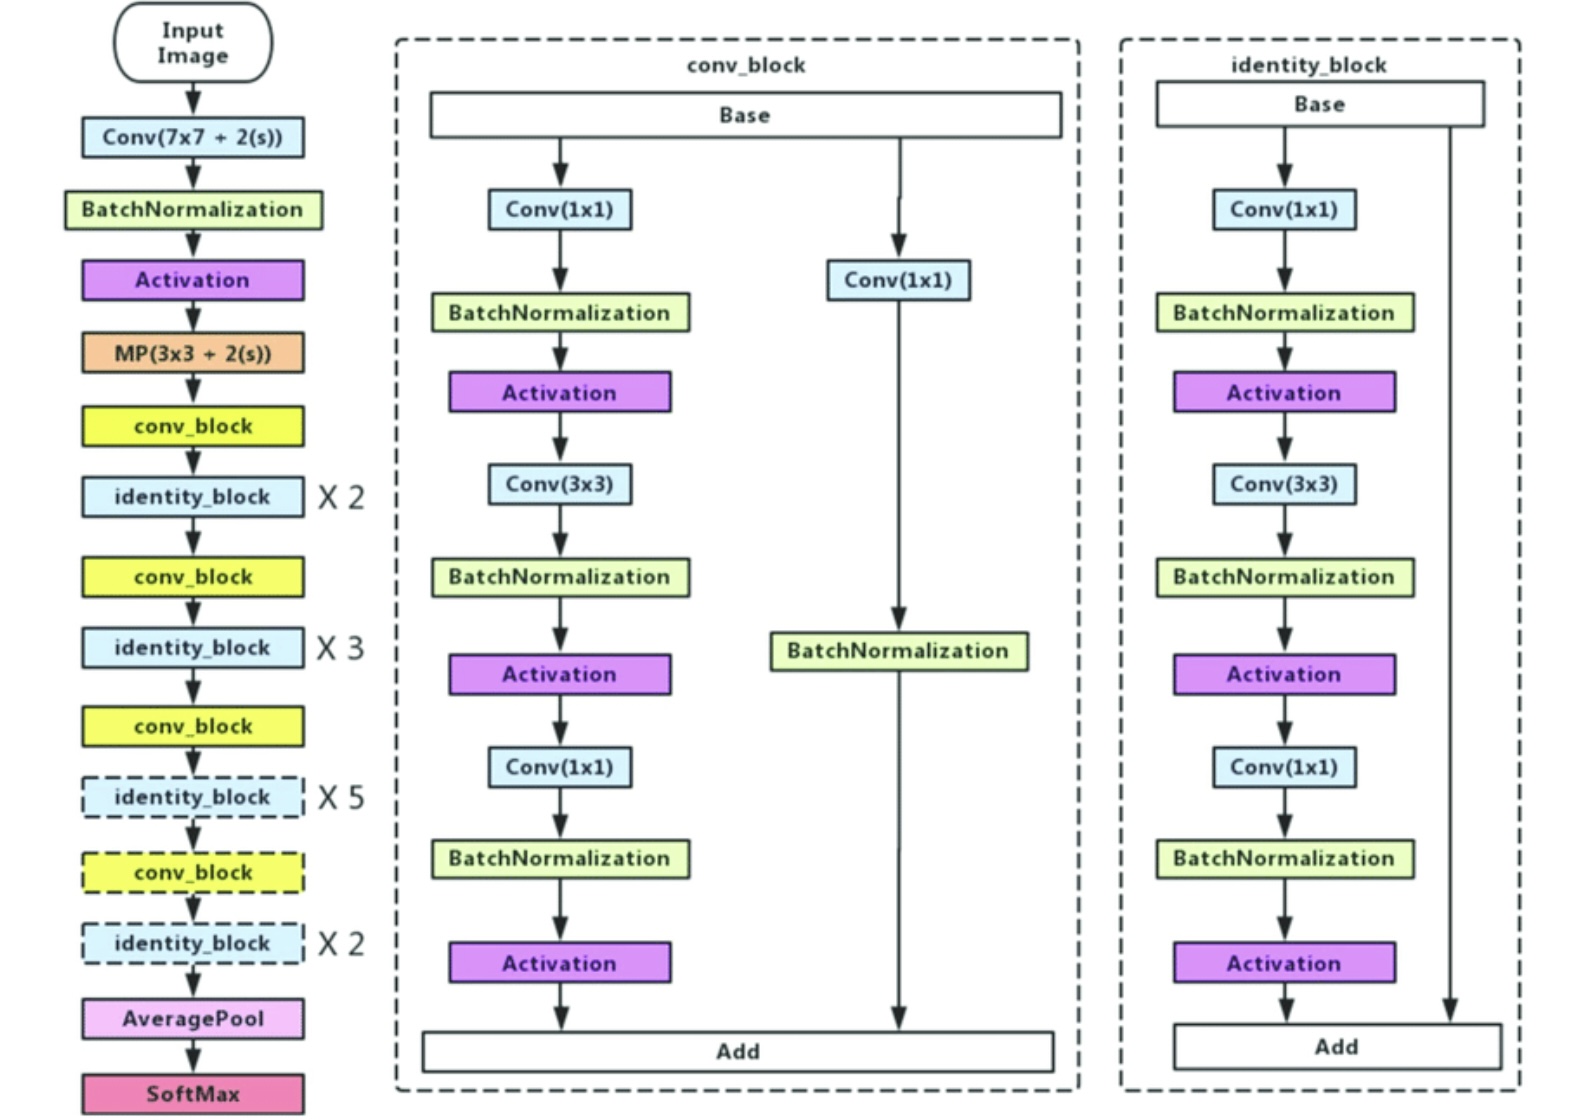 Input
Image
Conv(7x7 + 2(s))
BatchNormalization
Activation
MP(3x3 + 2(s))
conv_block
identity_block X 2
conv_block
identity_block X 3
conv_block
identity_block X 5
conv_block
identity_block X 2
AveragePool
SoftMax
conv_block
Base
Conv(1x1)
BatchNormalization
Activation
Conv(3x3)
BatchNormalization
Activation
Conv(1x1)
BatchNormalization
Activation
Conv(1x1)
BatchNormalization
Add
identity_block
Base
Conv(1x1)
BatchNormalization
Activation
Conv(3x3)
BatchNormalization
Activation
Conv(1x1)
BatchNormalization
Activation
Add